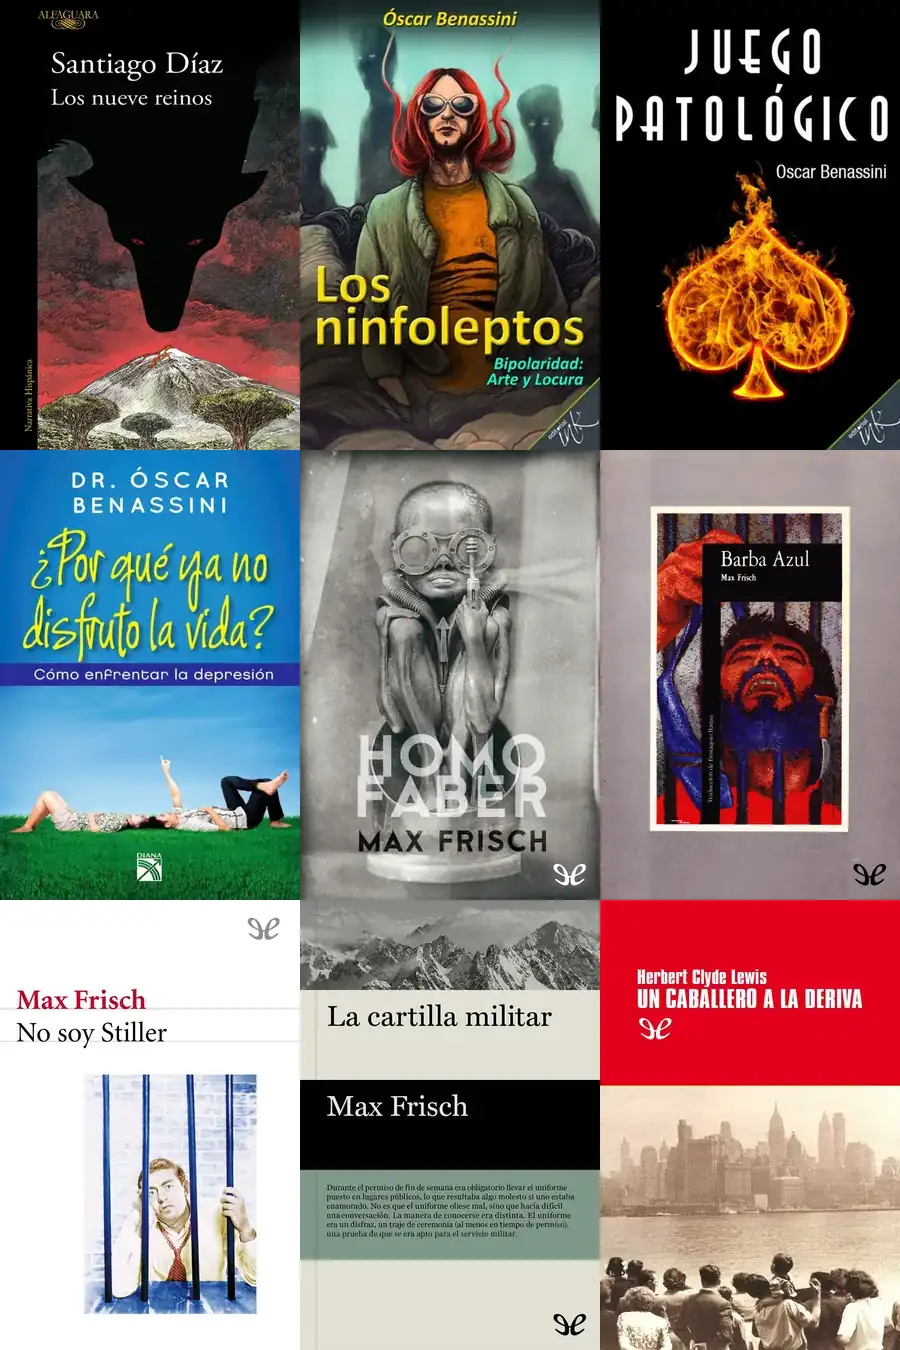 ALFAGUARA
Santiago Díaz
Los nueve reinos
Narrativa Hispánica
Óscar Benassini
Los
ninfoleptos
Bipolaridad:
Arte y Locura
editorial
ink
JUEGO
PATOLÓGICO
Oscar Benassini
editorial
ink
DR. ÓSCAR
BENASSINI
¿Por qué ya no
disfruto la vida?
Cómo enfrentar la depresión
DIANA
HOMO
FABER
MAX FRISCH
Barba Azul
Max Frisch
Max Frisch
No soy Stiller
La cartilla militar
Max Frisch
Durante el permiso de fin de semana era obligatorio llevar el uniforme
puesto en lugares públicos, lo que resultaba algo molesto si uno estaba
enamorado. No es que el uniforme oliese mal, sino que hacía difícil
una conversación. La manera de conocerse era distinta. El uniforme
era un disfraz, un traje de ceremonia (al menos en tiempo de permiso),
una prueba de que se era apto para el servicio militar.
Herbert Clyde Lewis
UN CABALLERO A LA DERIVA